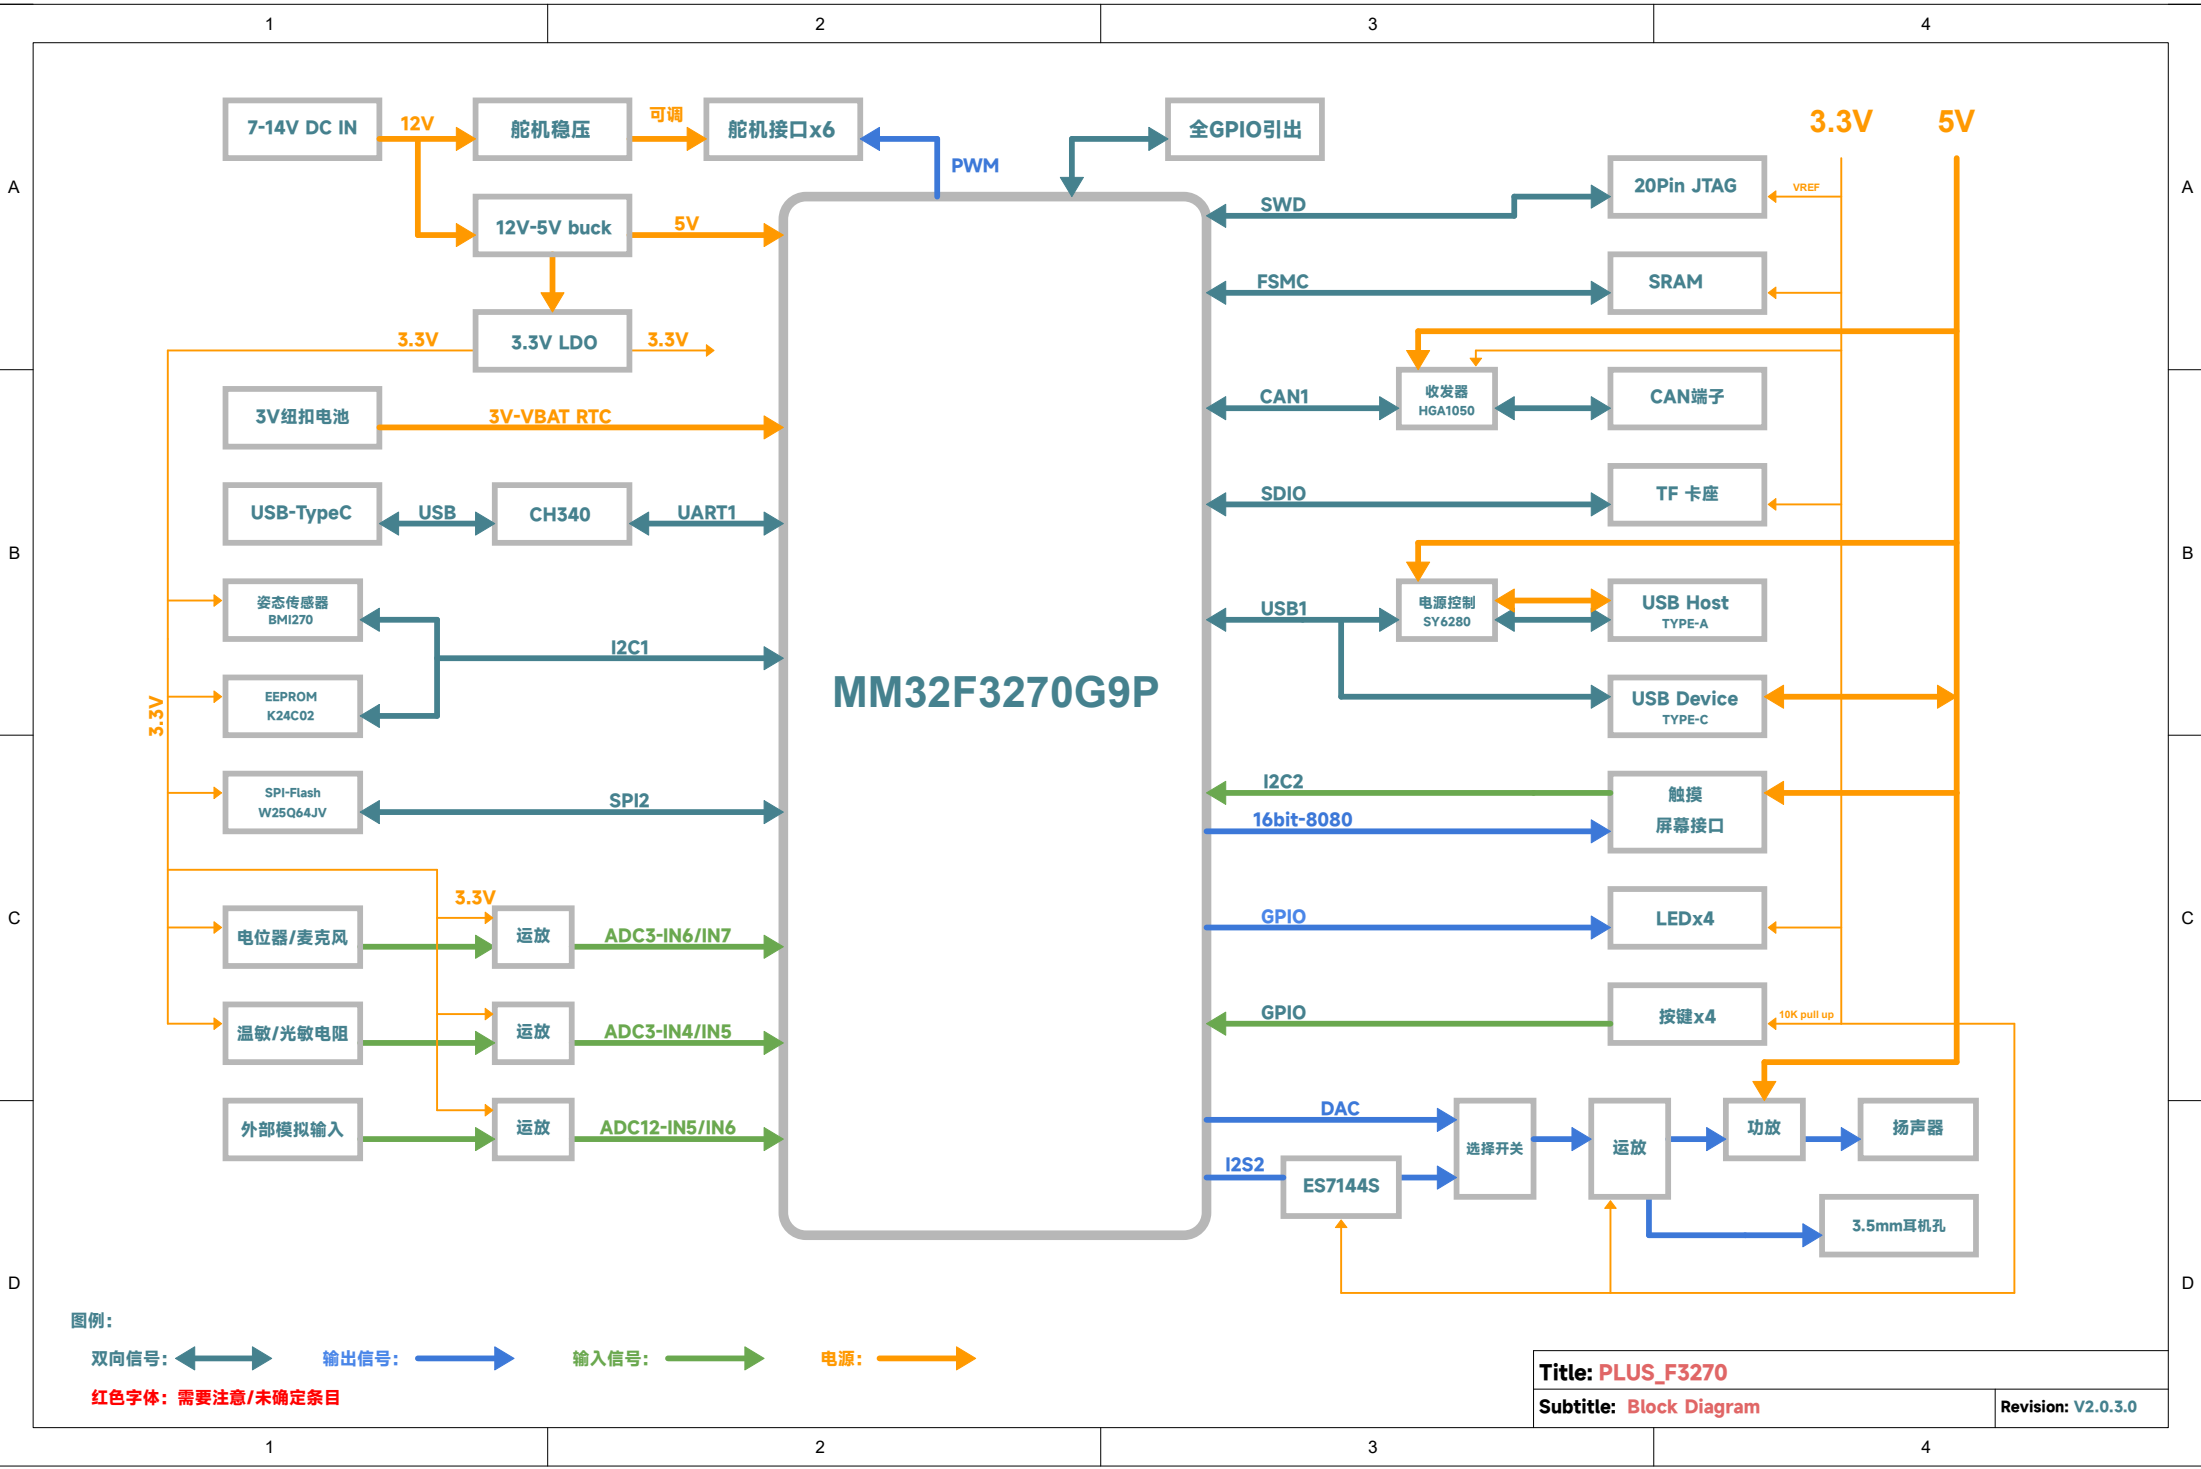 1 2 3 4
A
A
B
B
C
C
D
D
7-14V DC IN
12V
舵机稳压
可调
舵机接口x6
PWM
全GPIO引出
3.3V
5V
12V-5V buck
5V
3.3V
3.3V LDO
3.3V
3V纽扣电池
3V-VBAT RTC
USB-TypeC
USB
CH340
UART1
姿态传感器
BMI270
I2C1
EEPROM
K24C02
3.3V
SPI-Flash
W25Q64JV
SPI2
3.3V
电位器/麦克风
运放
ADC3-IN6/IN7
温敏/光敏电阻
运放
ADC3-IN4/IN5
外部模拟输入
运放
ADC12-IN5/IN6
MM32F3270G9P
SWD
20Pin JTAG
VREF
FSMC
SRAM
CAN1
收发器
HGA1050
CAN端子
SDIO
TF 卡座
USB1
电源控制
SY6280
USB Host
TYPE-A
USB Device
TYPE-C
I2C2
触摸
16bit-8080
屏幕接口
GPIO
LEDx4
GPIO
按键x4
10K pull up
DAC
I2S2
ES7144S
选择开关
运放
功放
扬声器
3.5mm耳机孔
图例：
双向信号：
输出信号：
输入信号：
电源：
红色字体：需要注意/未确定条目
Title: PLUS_F3270
Subtitle: Block Diagram
Revision: V2.0.3.0
1 2 3 4